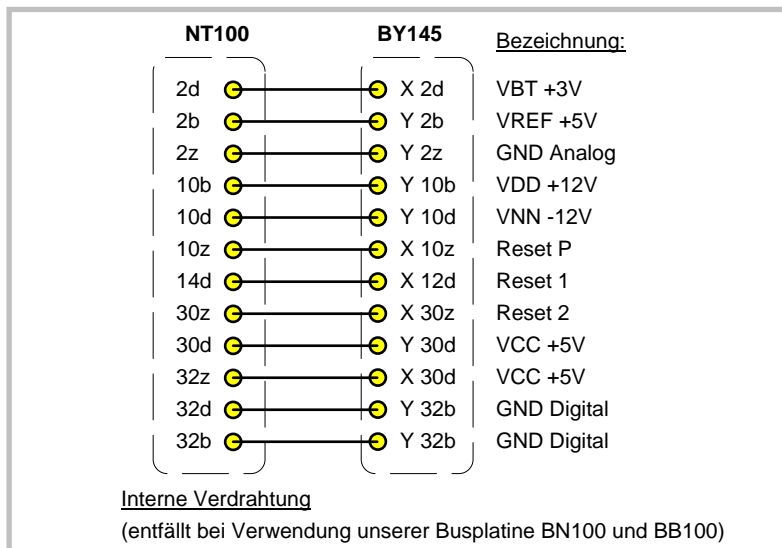 NT100 BY145 Bezeichnung:
2d X 2d VBT +3V
2b Y 2b VREF +5V
2z Y 2z GND Analog
10b Y 10b VDD +12V
10d Y 10d VNN -12V
10z X 10z Reset P
14d X 12d Reset 1
30z X 30z Reset 2
30d Y 30d VCC +5V
32z X 30d VCC +5V
32d Y 32b GND Digital
32b Y 32b GND Digital
Interne Verdrahtung
(entfällt bei Verwendung unserer Busplatine BN100 und BB100)